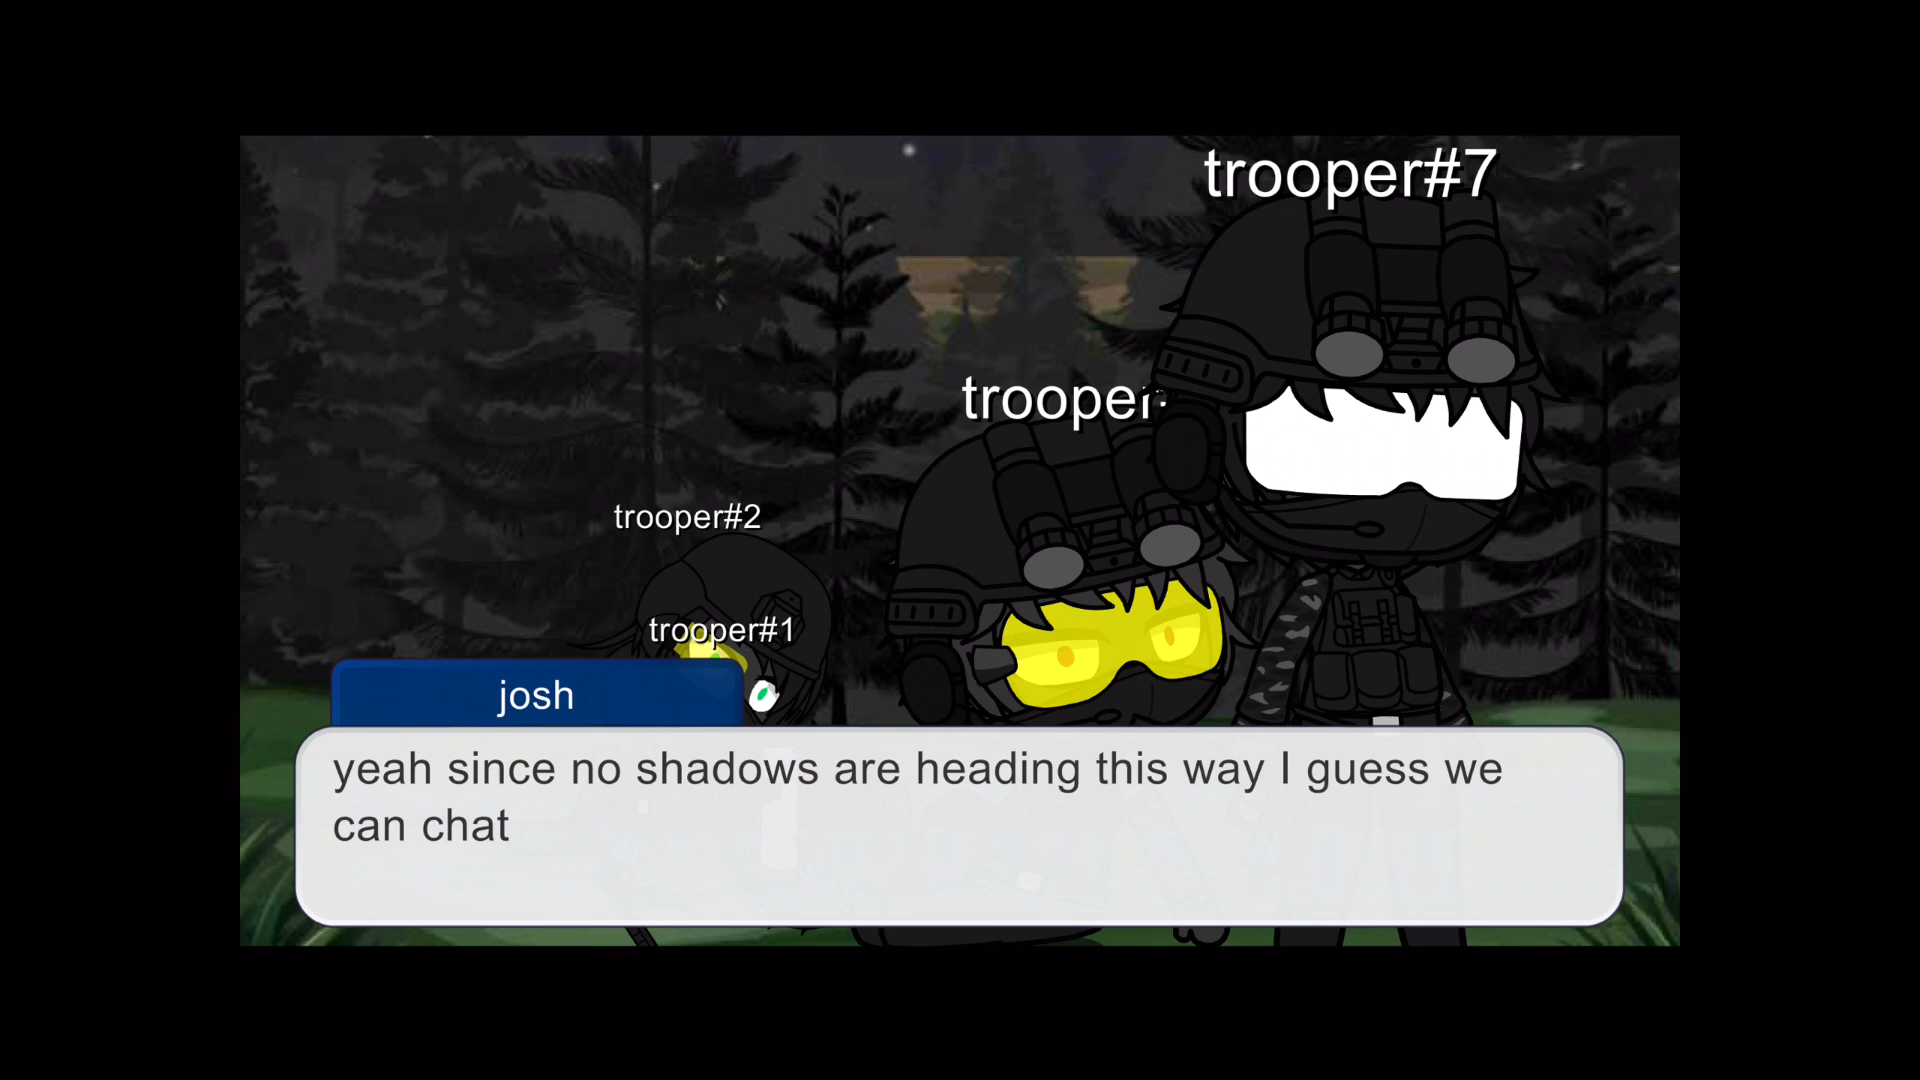 trooper#7
trooper
trooper#2
trooper#1
josh
yeah since no shadows are heading this way I guess we
can chat